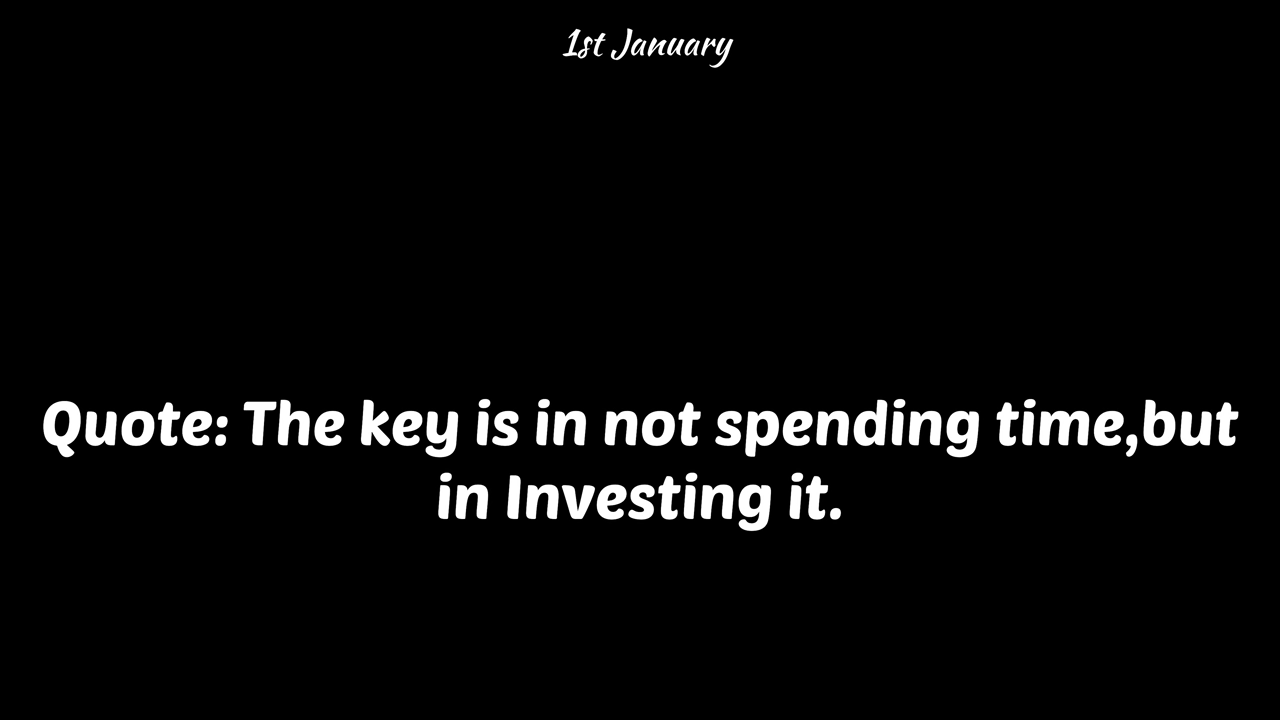 1st January
Quote: The key is in not spending time,but
in Investing it.